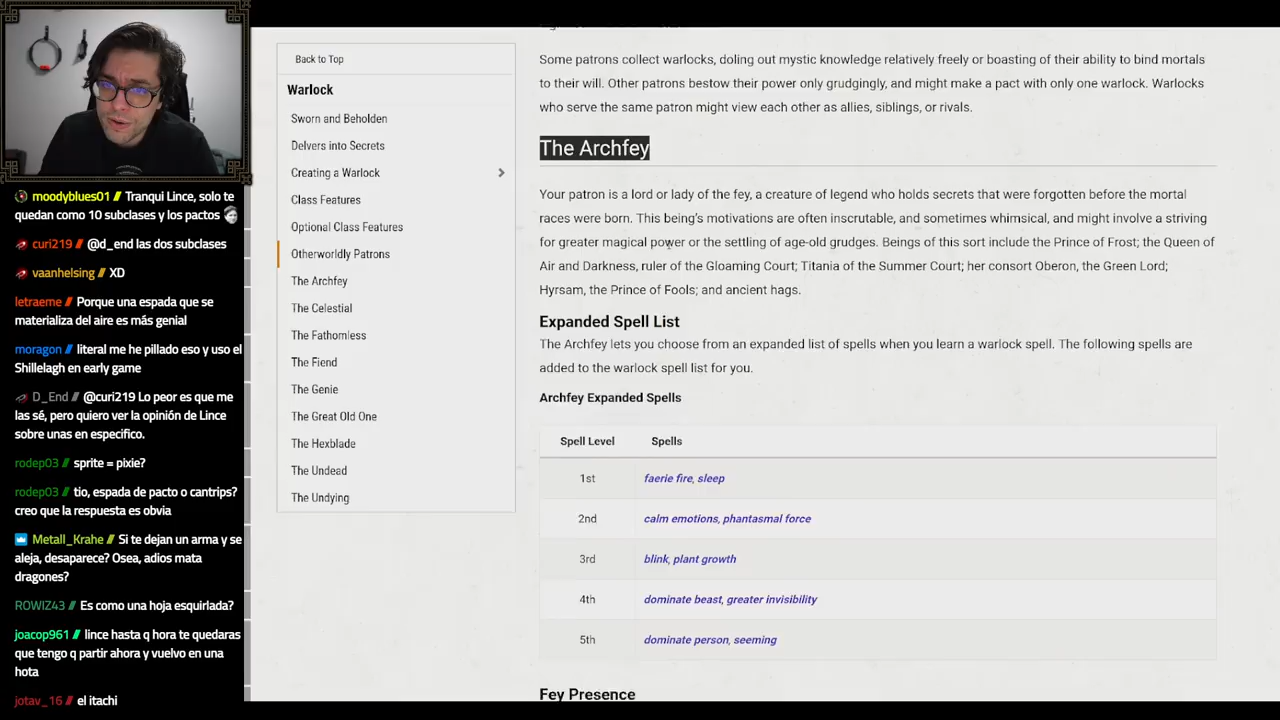 moodyblues01 // Tranqui Lince, solo te
quedan como 10 subclases y los pactos
curi219 // @d_end las dos subclases
vaanhelsing // XD
letraeme // Porque una espada que se
materializa del aire es más genial
moragon // literal me he pillado eso y uso el
Shillelagh en early game
D_End // @curi219 Lo peor es que me
las sé, pero quiero ver la opinión de Lince
sobre unas en especifico.
rodep03 // sprite = pixie?
rodep03 // tio, espada de pacto o cantrips?
creo que la respuesta es obvia
Metall_Krahe // Si te dejan un arma y se
aleja, desaparece? Osea, adios mata
dragones?
ROWIZ43 // Es como una hoja esquirlada?
joacop961 // lince hasta q hora te quedaras
que tengo q partir ahora y vuelvo en una
hota
jotav_16 // el itachi
Back to Top
Warlock
Sworn and Beholden
Delvers into Secrets
Creating a Warlock
Class Features
Optional Class Features
Otherworldly Patrons
The Archfey
The Celestial
The Fathomless
The Fiend
The Genie
The Great Old One
The Hexblade
The Undead
The Undying
Some patrons collect warlocks, doling out mystic knowledge relatively freely or boasting of their ability to bind mortals
to their will. Other patrons bestow their power only grudgingly, and might make a pact with only one warlock. Warlocks
who serve the same patron might view each other as allies, siblings, or rivals.
The Archfey
Your patron is a lord or lady of the fey, a creature of legend who holds secrets that were forgotten before the mortal
races were born. This being's motivations are often inscrutable, and sometimes whimsical, and might involve a striving
for greater magical power or the settling of age-old grudges. Beings of this sort include the Prince of Frost; the Queen of
Air and Darkness, ruler of the Gloaming Court; Titania of the Summer Court; her consort Oberon, the Green Lord;
Hyrsam, the Prince of Fools; and ancient hags.
Expanded Spell List
The Archfey lets you choose from an expanded list of spells when you learn a warlock spell. The following spells are
added to the warlock spell list for you.
Archfey Expanded Spells
Spell Level Spells
1st faerie fire, sleep
2nd calm emotions, phantasmal force
3rd blink, plant growth
4th dominate beast, greater invisibility
5th dominate person, seeming
Fey Presence